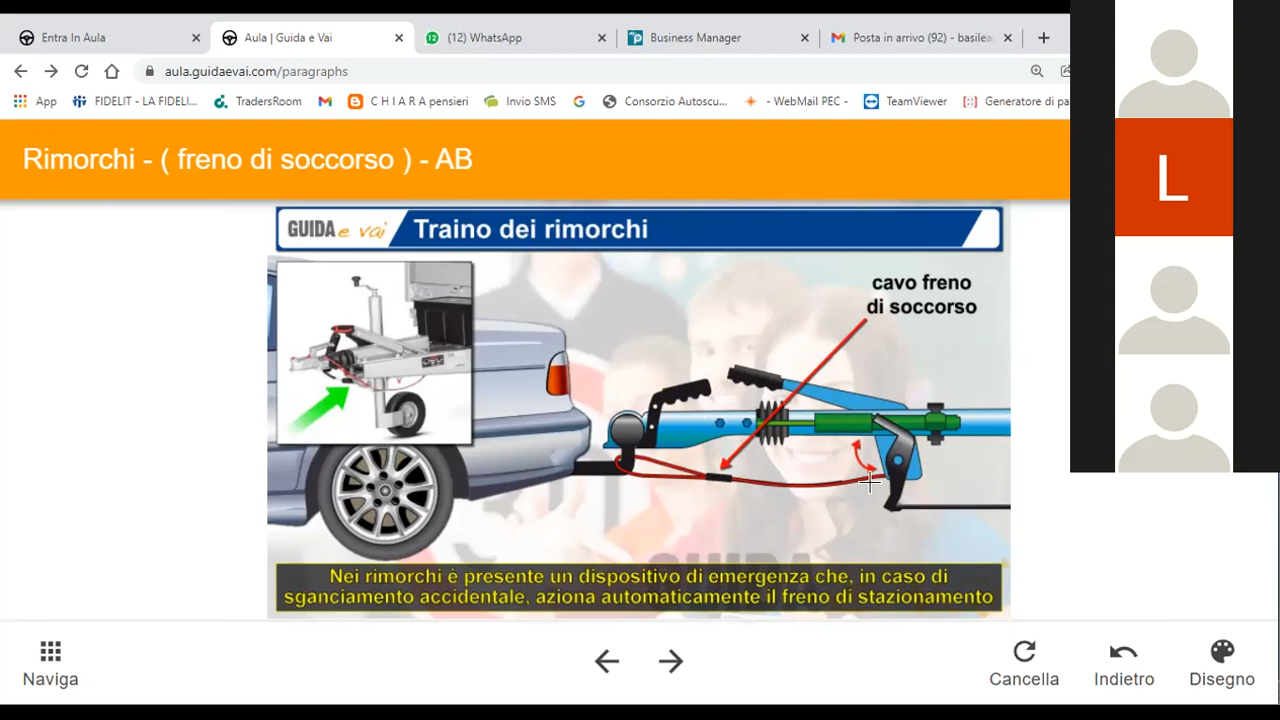 Entra In Aula
Aula | Guida e Vai
(12) WhatsApp
Business Manager
Posta in arrivo (92) - basilea
aula.guidaevai.com/paragraphs
App
FIDELIT - LA FIDELI...
TradersRoom
C H I A R A pensieri
Invio SMS
Consorzio Autoscu...
- WebMail PEC -
TeamViewer
Generatore di pa
Rimorchi - ( freno di soccorso ) - AB
L
GUIDA e vai
Traino dei rimorchi
cavo freno
di soccorso
GUIDA
Nei rimorchi è presente un dispositivo di emergenza che, in caso di
sganciamento accidentale, aziona automaticamente il freno di stazionamento
Naviga
Cancella
Indietro
Disegno